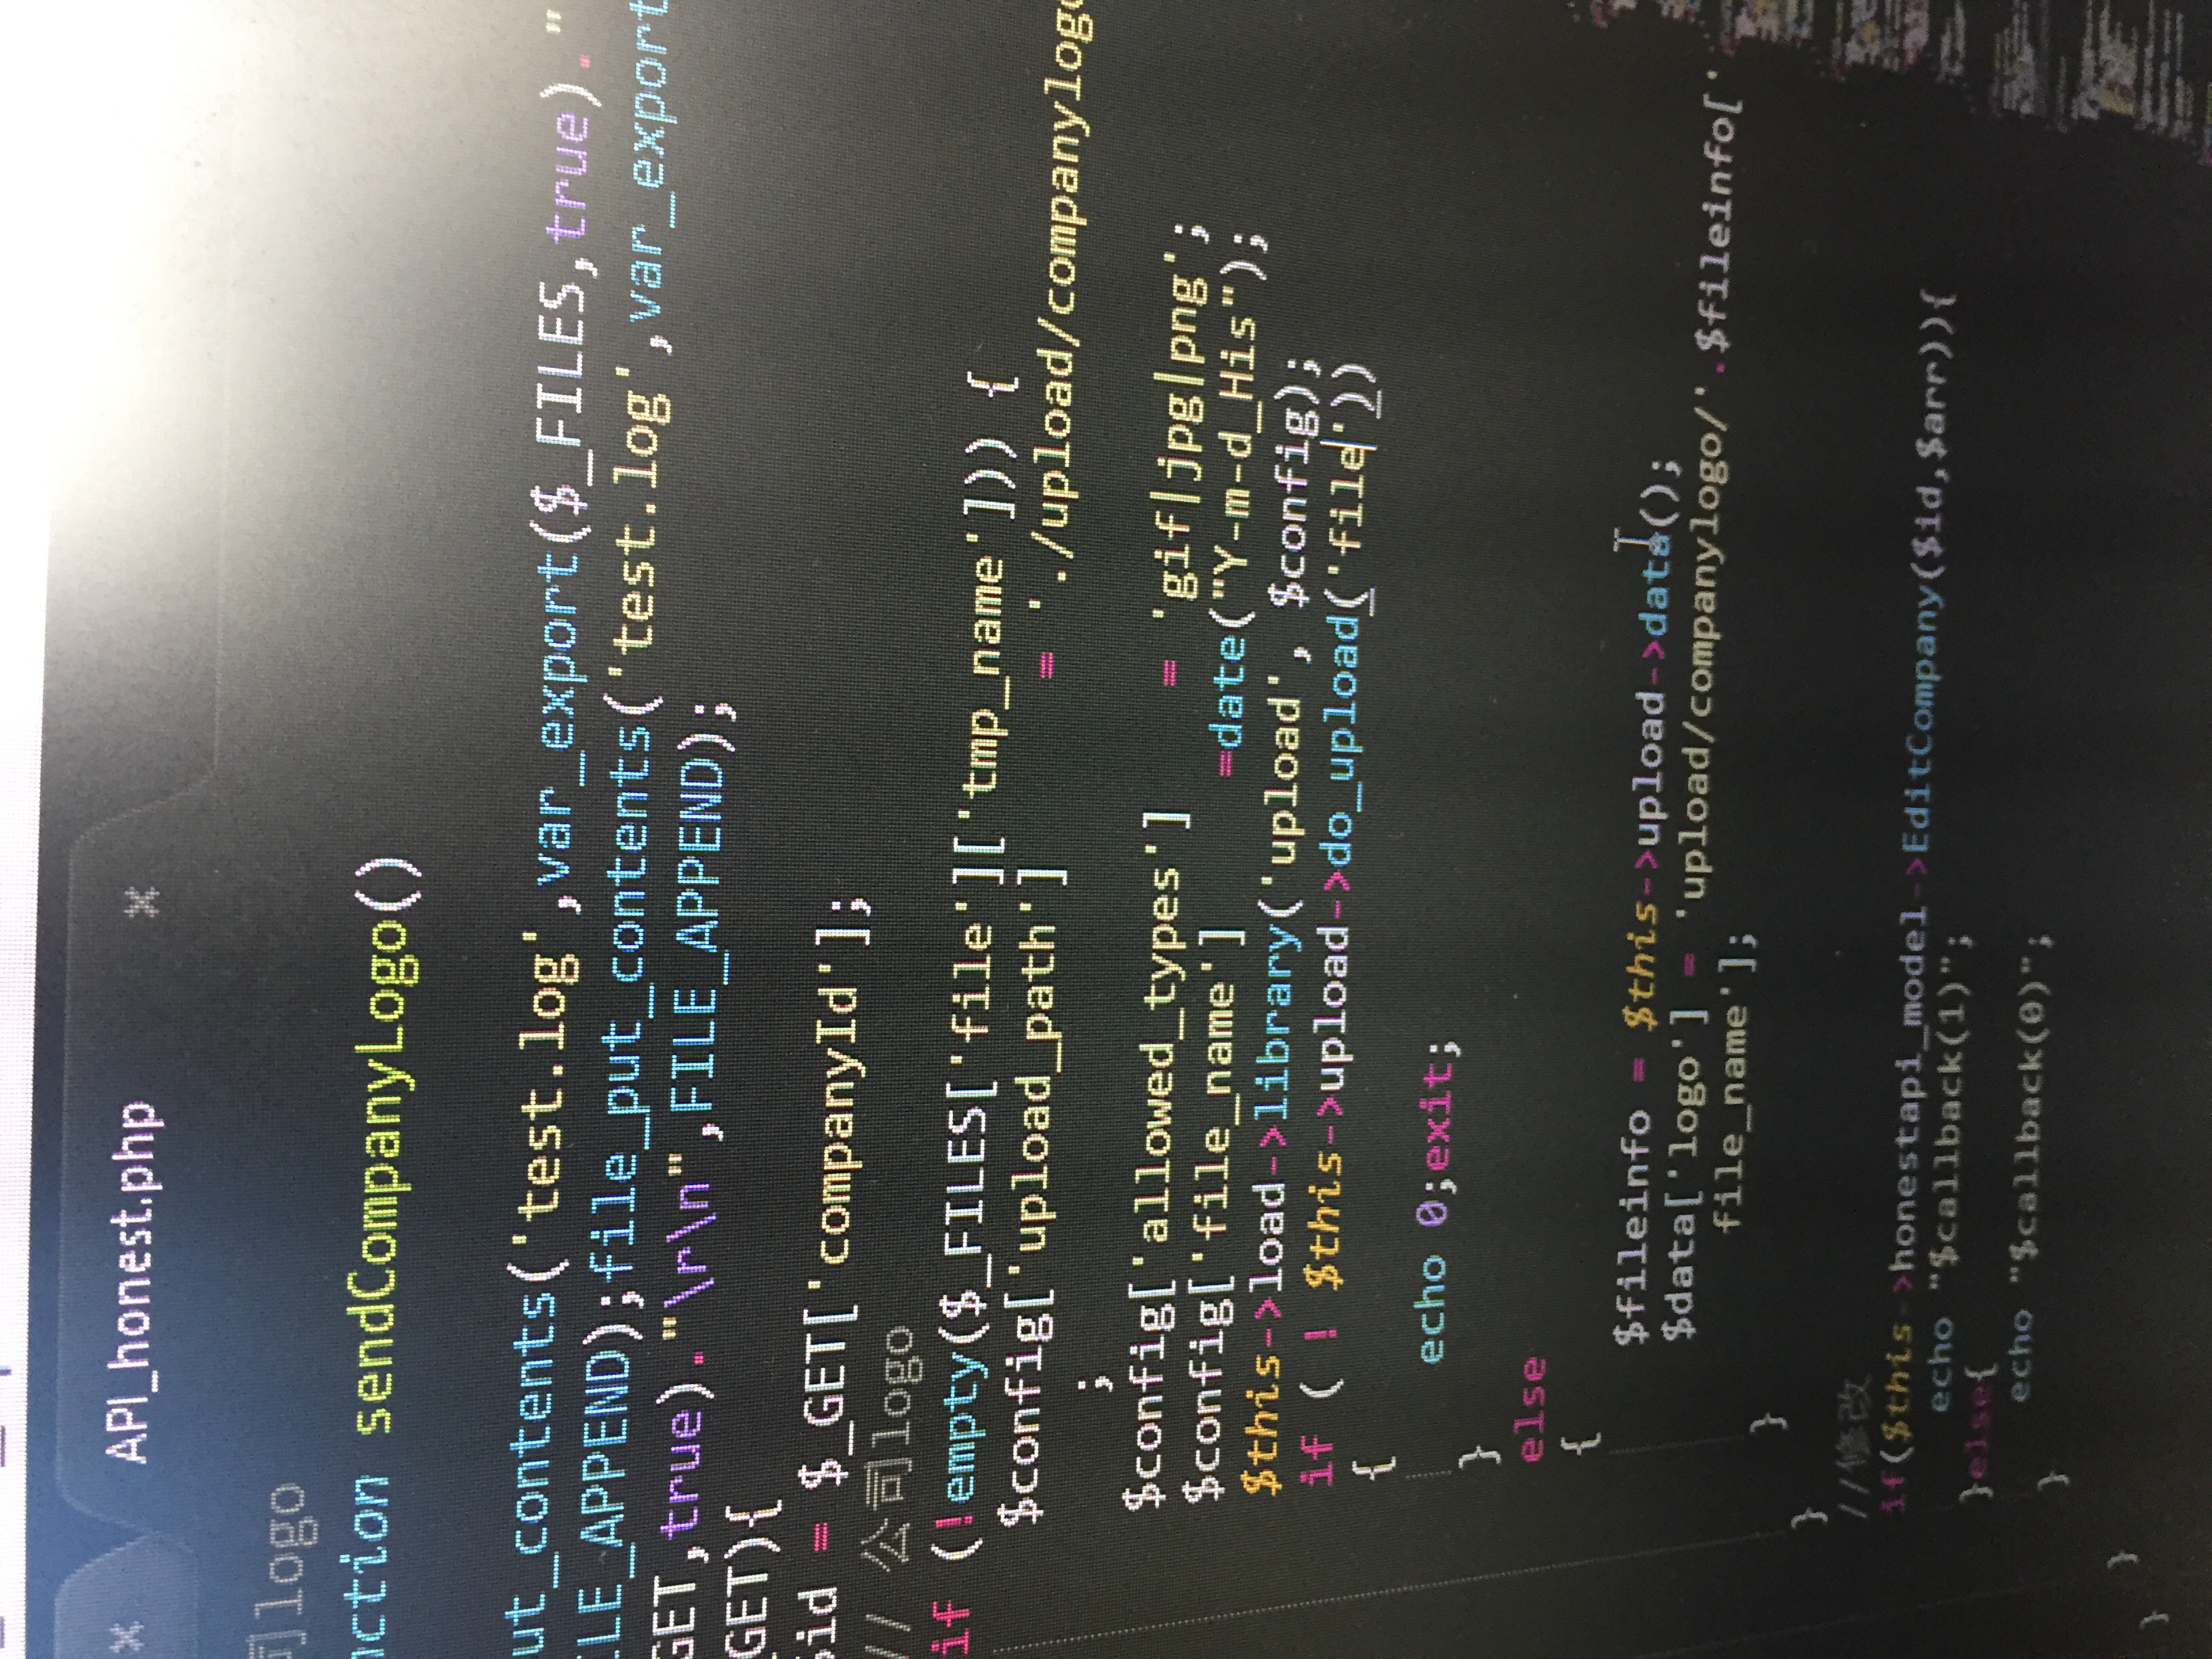 API_honest.php
司logo
nction sendCompanyLogo()
ut_contents('test.log',var_export($_FILES,true)."
ILE_APPEND);file_put_contents('test.log',var_export
GET,true)."\r\n",FILE_APPEND);
_GET){
$id = $_GET['companyId'];
// 公司logo
if (!empty($_FILES['file']['tmp_name'])) {
$config['upload_path'] = './upload/companylogo
;
$config['allowed_types'] = 'gif|jpg|png';
$config['file_name'] =date("Y-m-d_His");
$this->load->library('upload', $config);
if ( ! $this->upload->do_upload('file'))
{
echo 0;exit;
}
else
{
$fileinfo = $this->upload->data();
$data['logo'] = 'upload/companylogo/'.$fileinfo['
file_name'];
}
}
//修改
if($this->honestapi_model->EditCompany($id,$arr)){
echo "$callback(1)";
}else{
echo "$callback(0)";
}
}
}